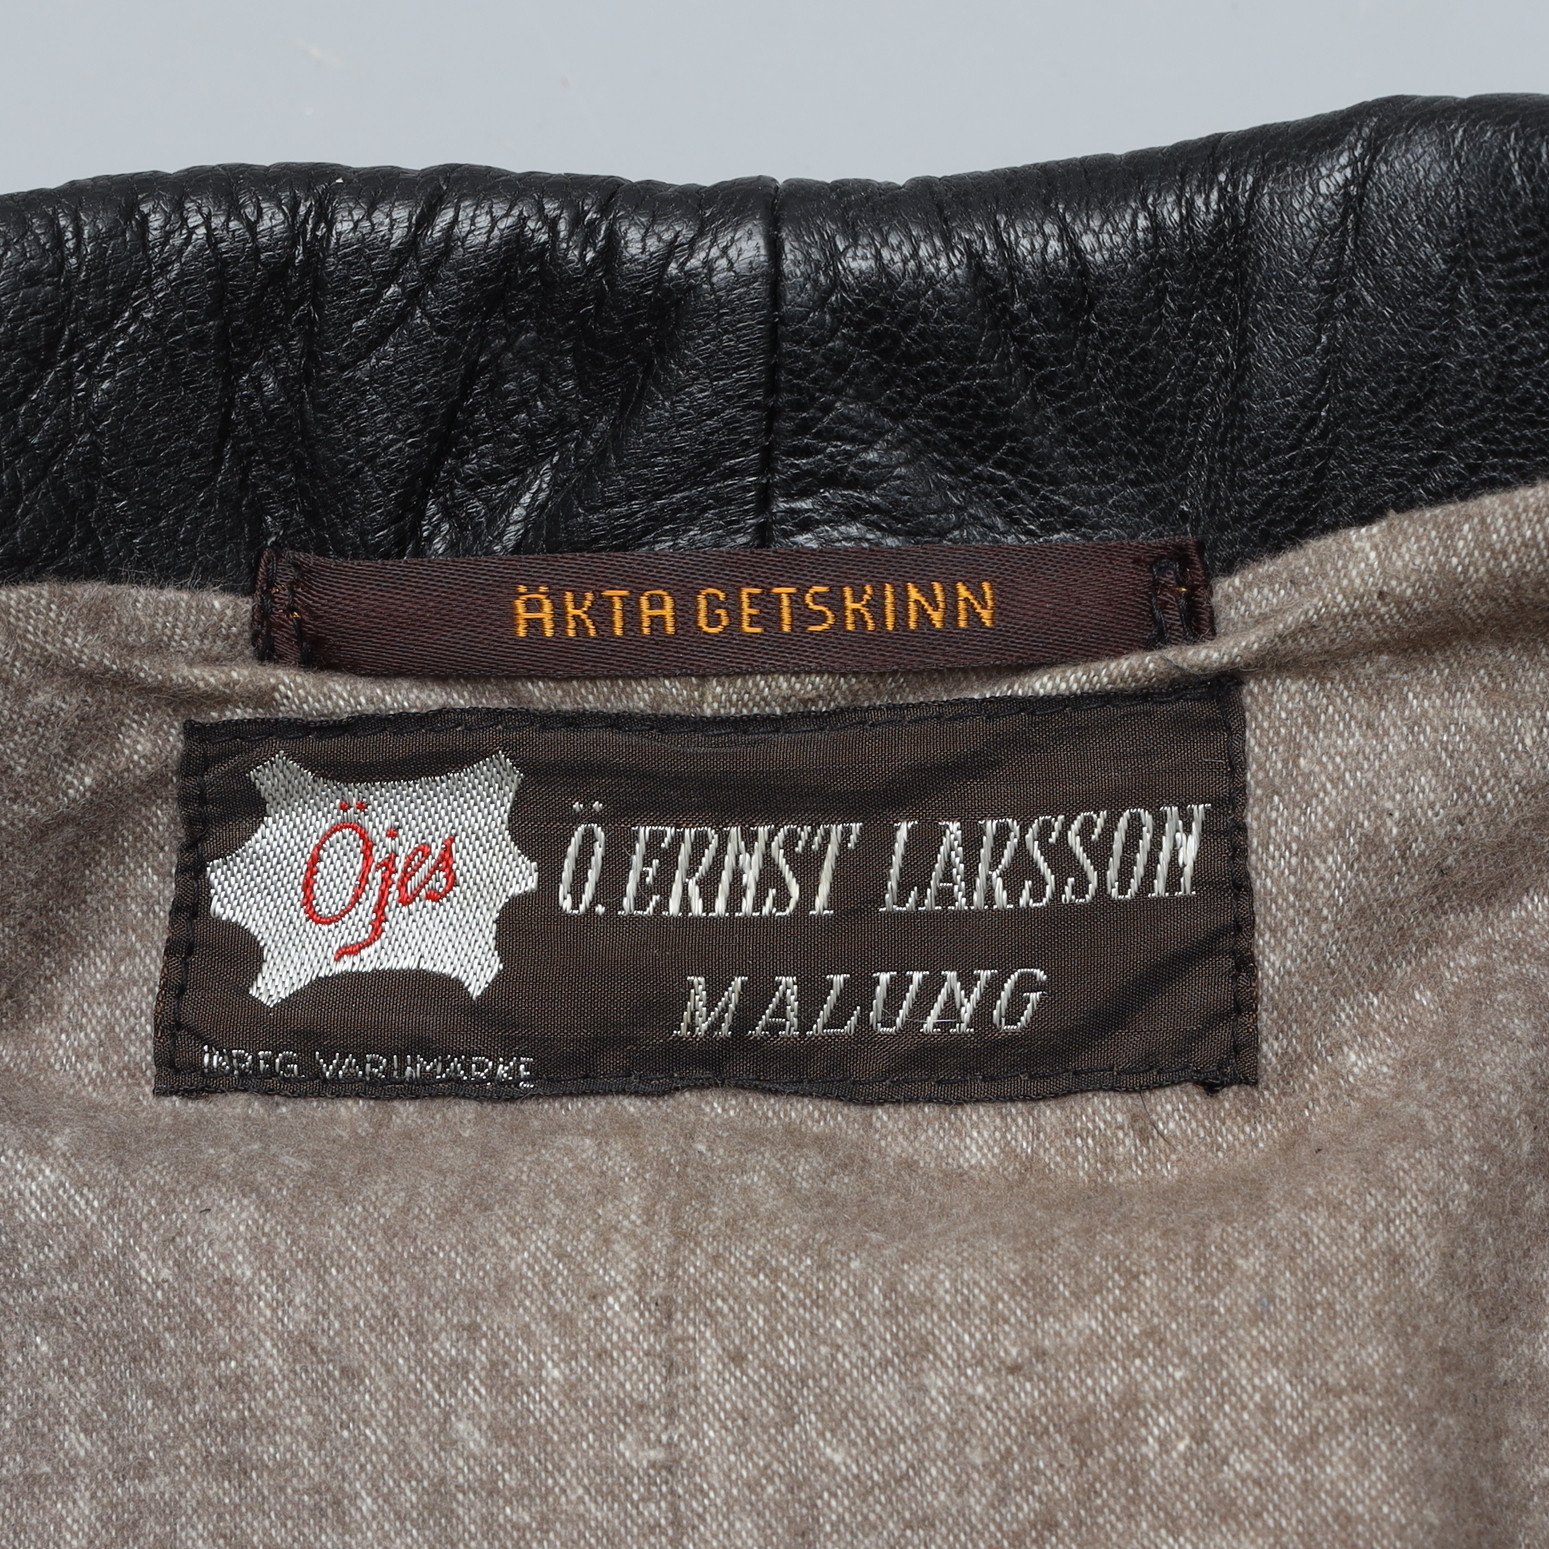 ÄKTA GETSKINN
Öjes
Ö. ERNST LARSSON
MALUNG
INREG. VARUMÄRKE